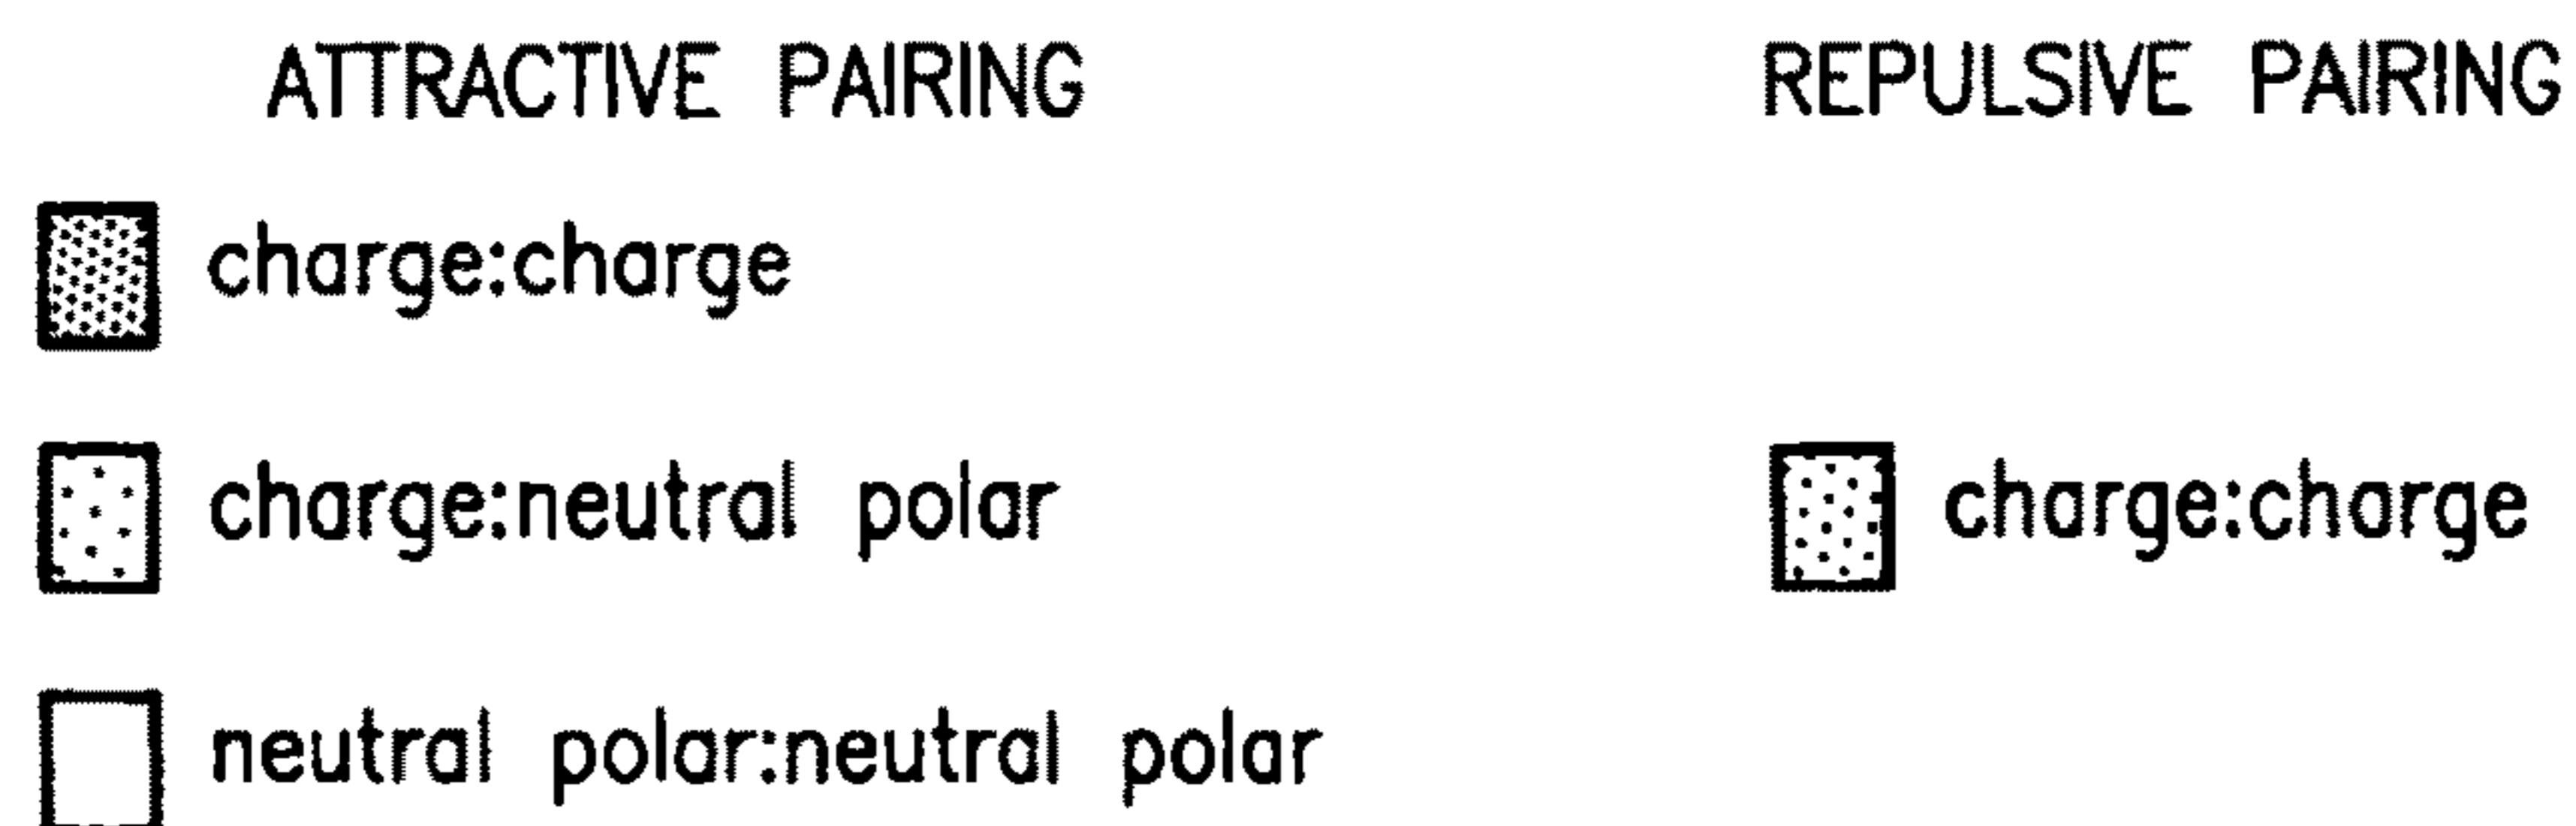 ATTRACTIVE PAIRING REPULSIVE PAIRING
charge:charge
charge:neutral polar charge:charge
neutral polar:neutral polar